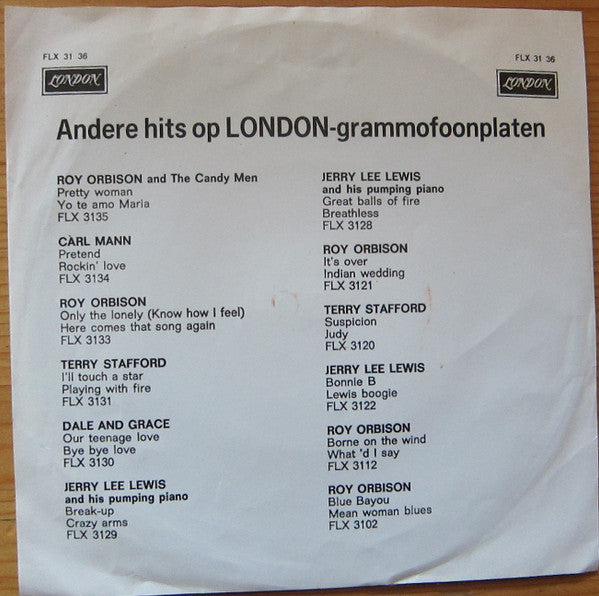 FLX 31 36
FLX 31 36
LONDON
LONDON
Andere hits op LONDON-grammofoonplaten
ROY ORBISON and The Candy Men
Pretty woman
Yo te amo Maria
FLX 3135
CARL MANN
Pretend
Rockin' love
FLX 3134
ROY ORBISON
Only the lonely (Know how I feel)
Here comes that song again
FLX 3133
TERRY STAFFORD
I'll touch a star
Playing with fire
FLX 3131
DALE AND GRACE
Our teenage love
Bye bye love
FLX 3130
JERRY LEE LEWIS
and his pumping piano
Break-up
Crazy arms
FLX 3129
JERRY LEE LEWIS
and his pumping piano
Great balls of fire
Breathless
FLX 3128
ROY ORBISON
It's over
Indian wedding
FLX 3121
TERRY STAFFORD
Suspicion
Judy
FLX 3120
JERRY LEE LEWIS
Bonnie B
Lewis boogie
FLX 3122
ROY ORBISON
Borne on the wind
What 'd I say
FLX 3112
ROY ORBISON
Blue Bayou
Mean woman blues
FLX 3102